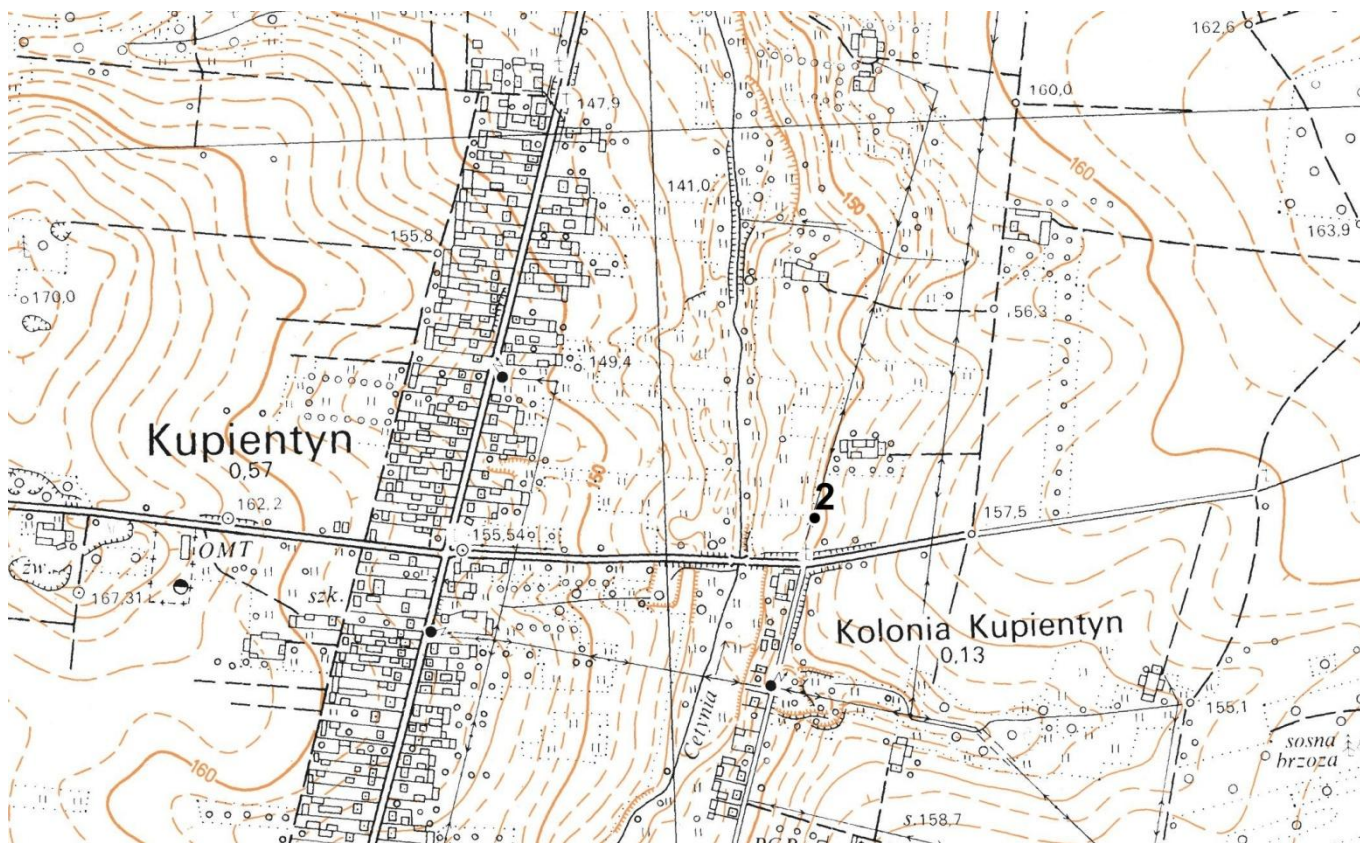 162,6
147,9
160,0
160
141,0
150
155,8
163,9
170,0
56,3
149,4
Kupientyn
0,57
150
2
162,2
157,5
155,54
OMT
żw.
szk.
167,31
Kolonia Kupientyn
0,13
Cetynia
155,1
sosna
brzoza
160
s.158,7